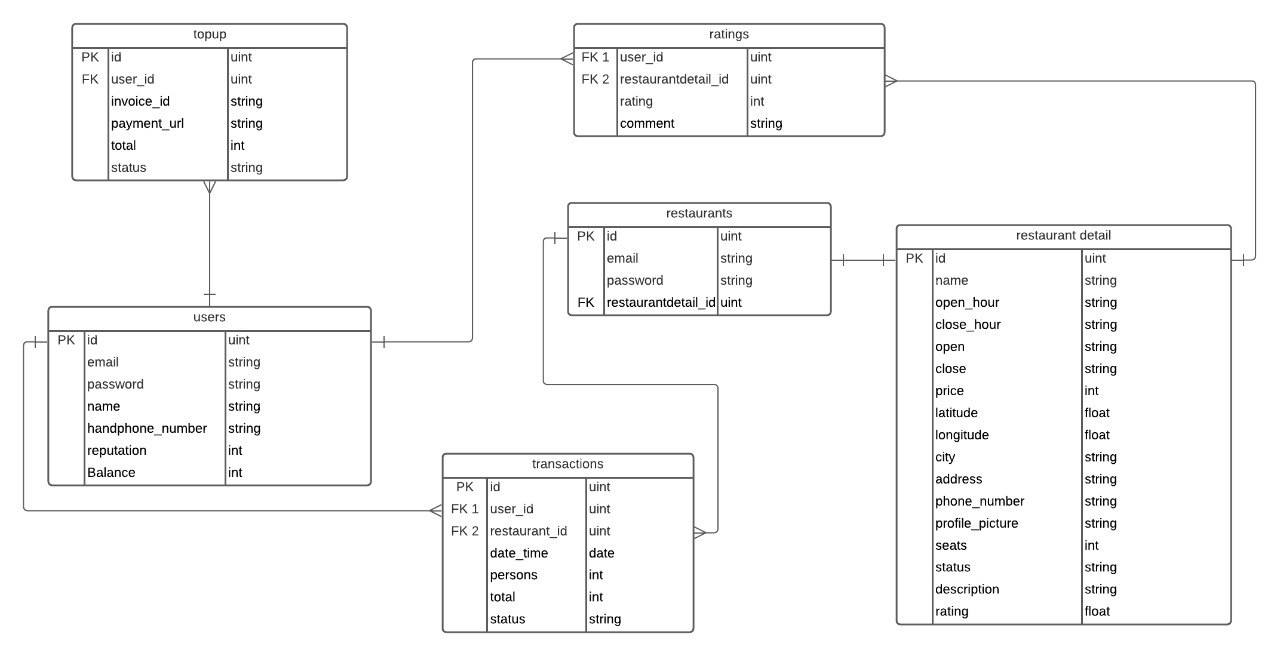 topup
PK id uint
FK user_id uint
invoice_id string
payment_url string
total int
status string
ratings
FK 1 user_id uint
FK 2 restaurantdetail_id uint
rating int
comment string
restaurants
PK id uint
email string
password string
FK restaurantdetail_id uint
restaurant detail
PK id uint
name string
open_hour string
close_hour string
open string
close string
price int
latitude float
longitude float
city string
address string
phone_number string
profile_picture string
seats int
status string
description string
rating float
users
PK id uint
email string
password string
name string
handphone_number string
reputation int
Balance int
transactions
PK id uint
FK 1 user_id uint
FK 2 restaurant_id uint
date_time date
persons int
total int
status string